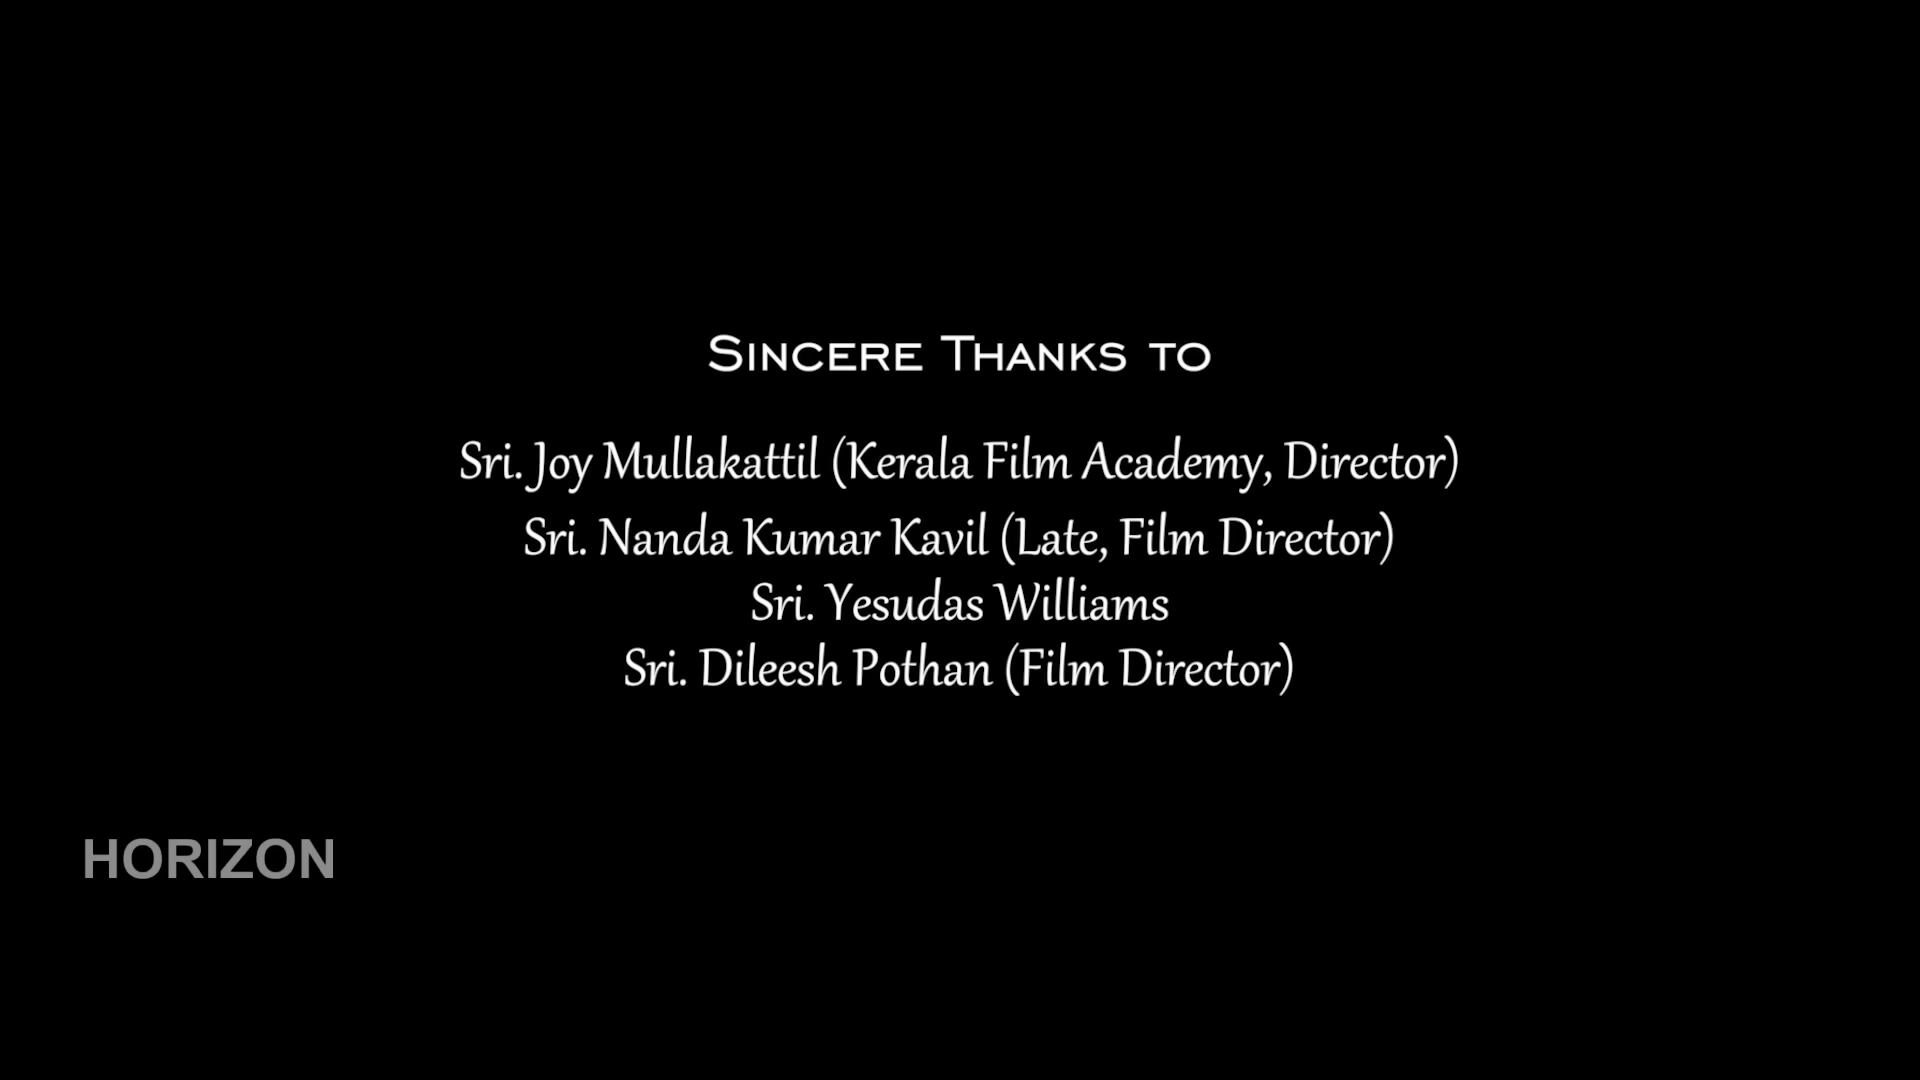 Sincere Thanks to
Sri. Joy Mullakattil (Kerala Film Academy, Director)
Sri. Nanda Kumar Kavil (Late, Film Director)
Sri. Yesudas Williams
Sri. Dileesh Pothan (Film Director)
HORIZON